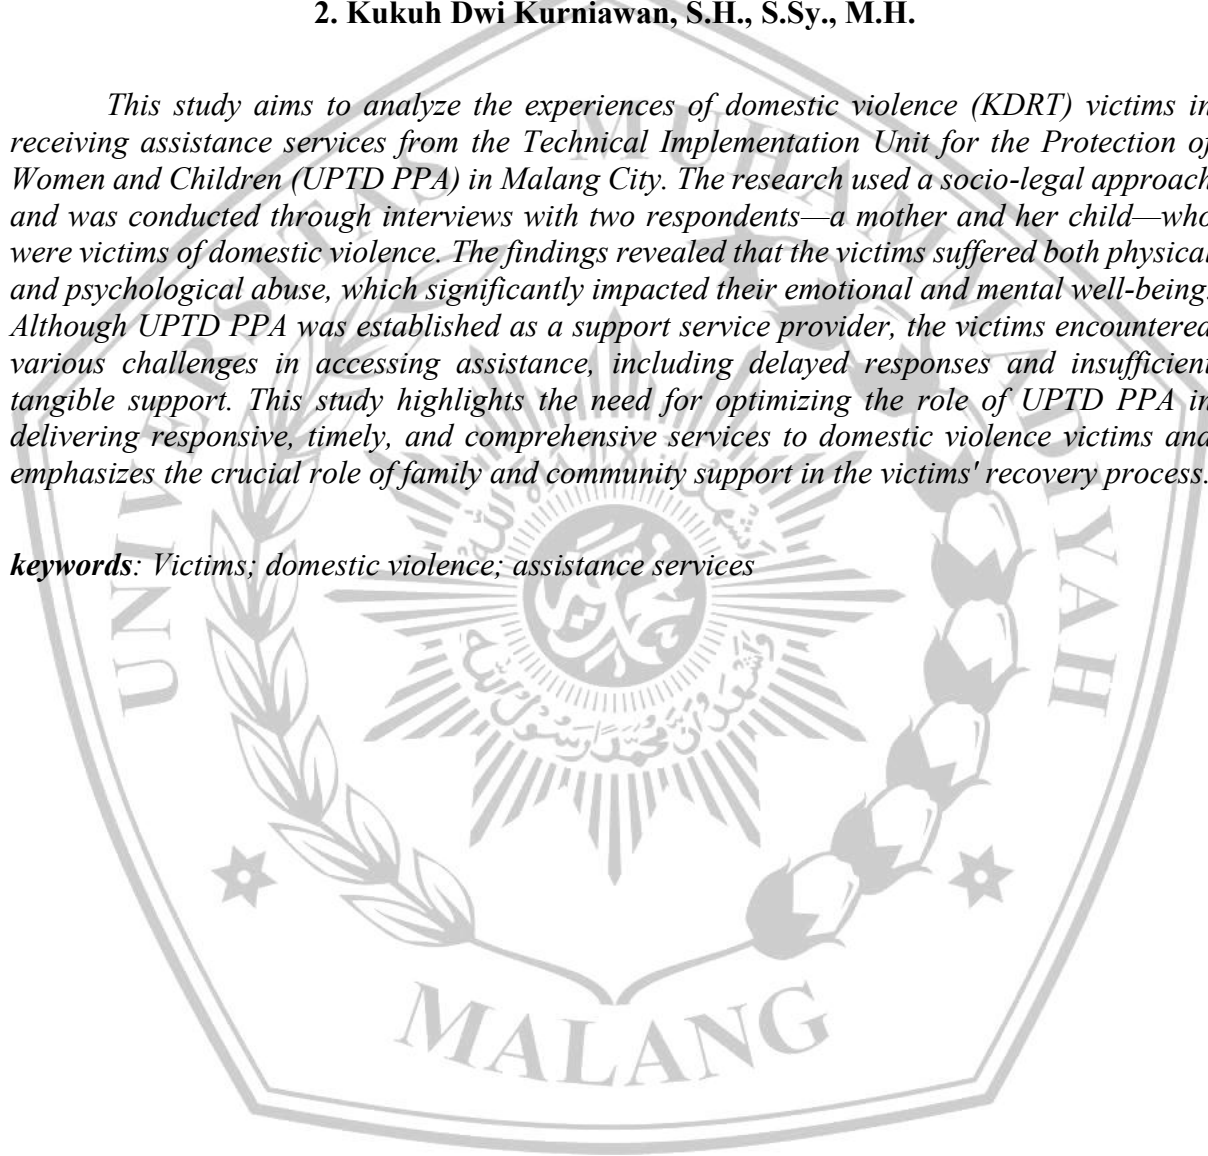 2. Kukuh Dwi Kurniawan, S.H., S.Sy., M.H.
This study aims to analyze the experiences of domestic violence (KDRT) victims in
receiving assistance services from the Technical Implementation Unit for the Protection of
Women and Children (UPTD PPA) in Malang City. The research used a socio-legal approach
and was conducted through interviews with two respondents—a mother and her child—who
were victims of domestic violence. The findings revealed that the victims suffered both physical
and psychological abuse, which significantly impacted their emotional and mental well-being.
Although UPTD PPA was established as a support service provider, the victims encountered
various challenges in accessing assistance, including delayed responses and insufficient
tangible support. This study highlights the need for optimizing the role of UPTD PPA in
delivering responsive, timely, and comprehensive services to domestic violence victims and
emphasizes the crucial role of family and community support in the victims' recovery process.
keywords: Victims; domestic violence; assistance services
UNIVERSITAS MUHAMMADIYAH
MALANG